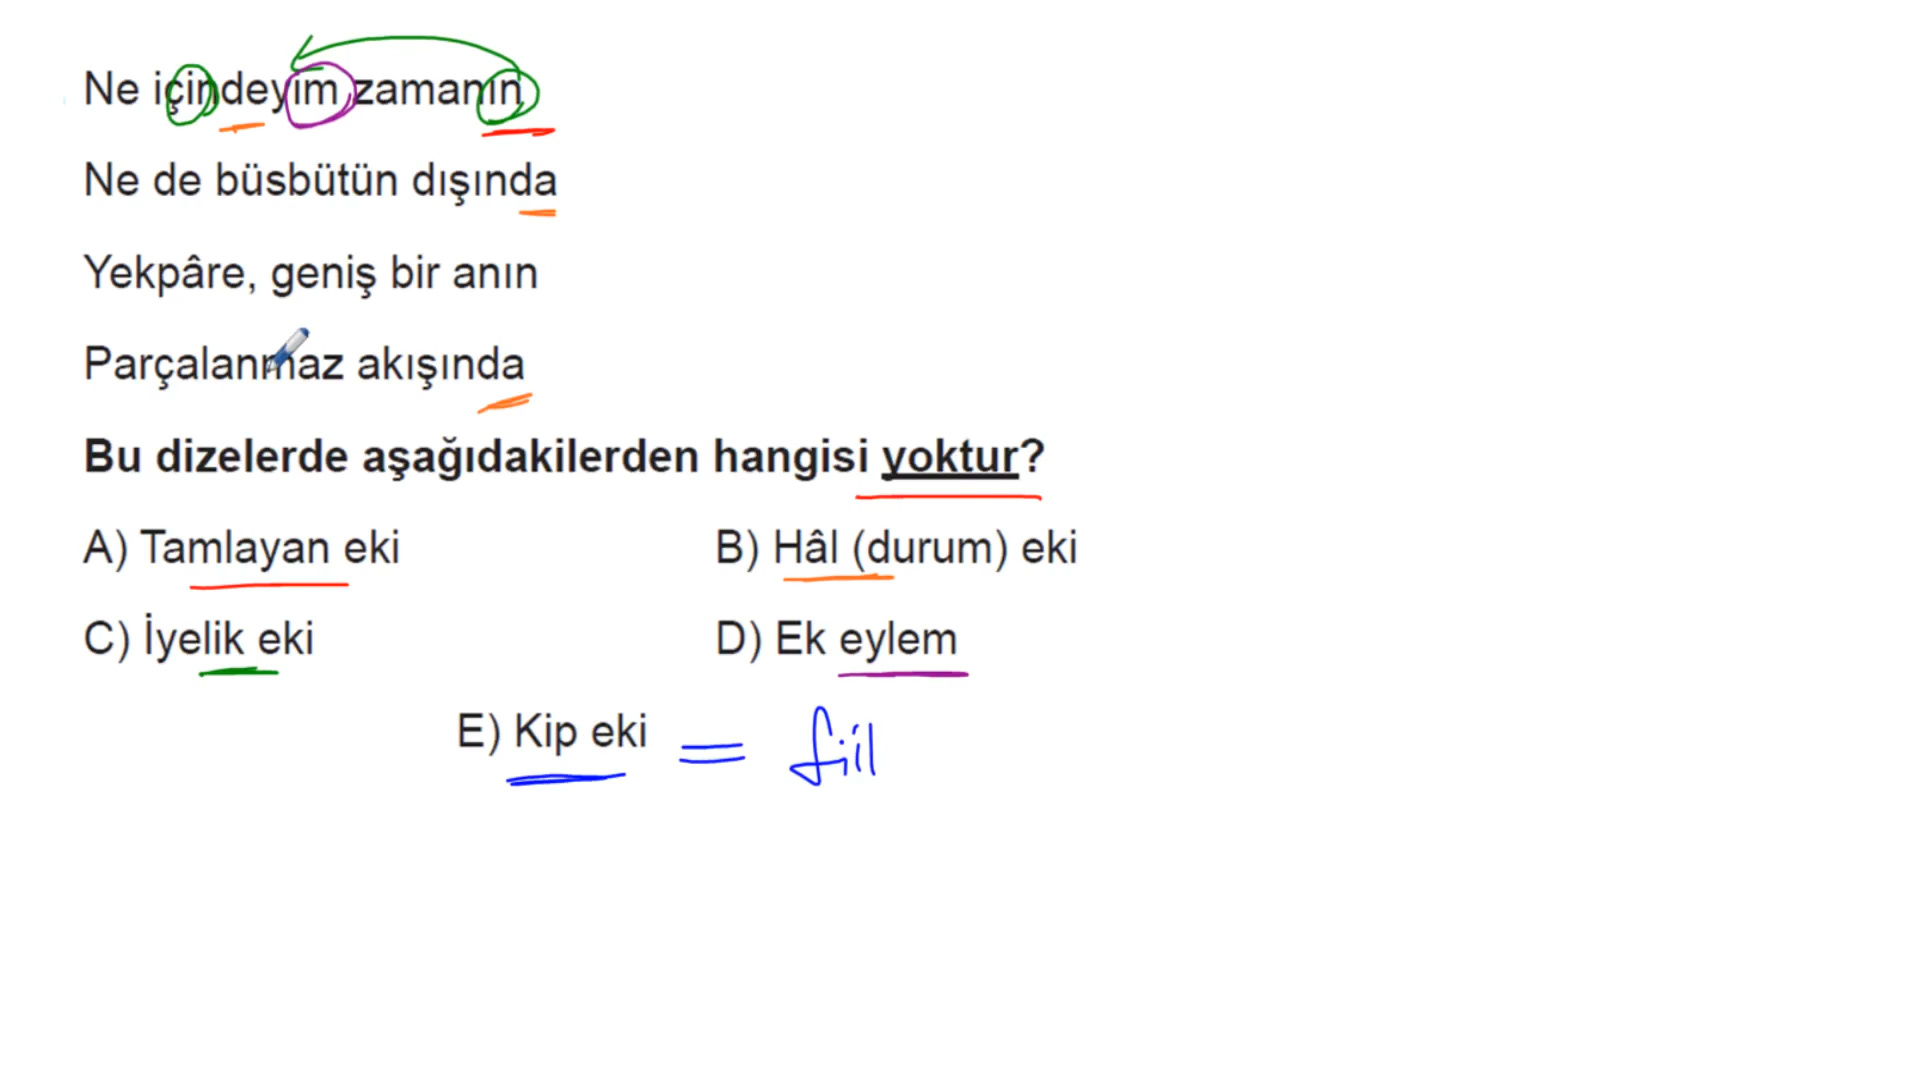 Ne içindeyim zamanın
Ne de büsbütün dışında
Yekpâre, geniş bir anın
Parçalanmaz akışında
Bu dizelerde aşağıdakilerden hangisi yoktur?
A) Tamlayan eki B) Hâl (durum) eki
C) İyelik eki D) Ek eylem
E) Kip eki = fiil